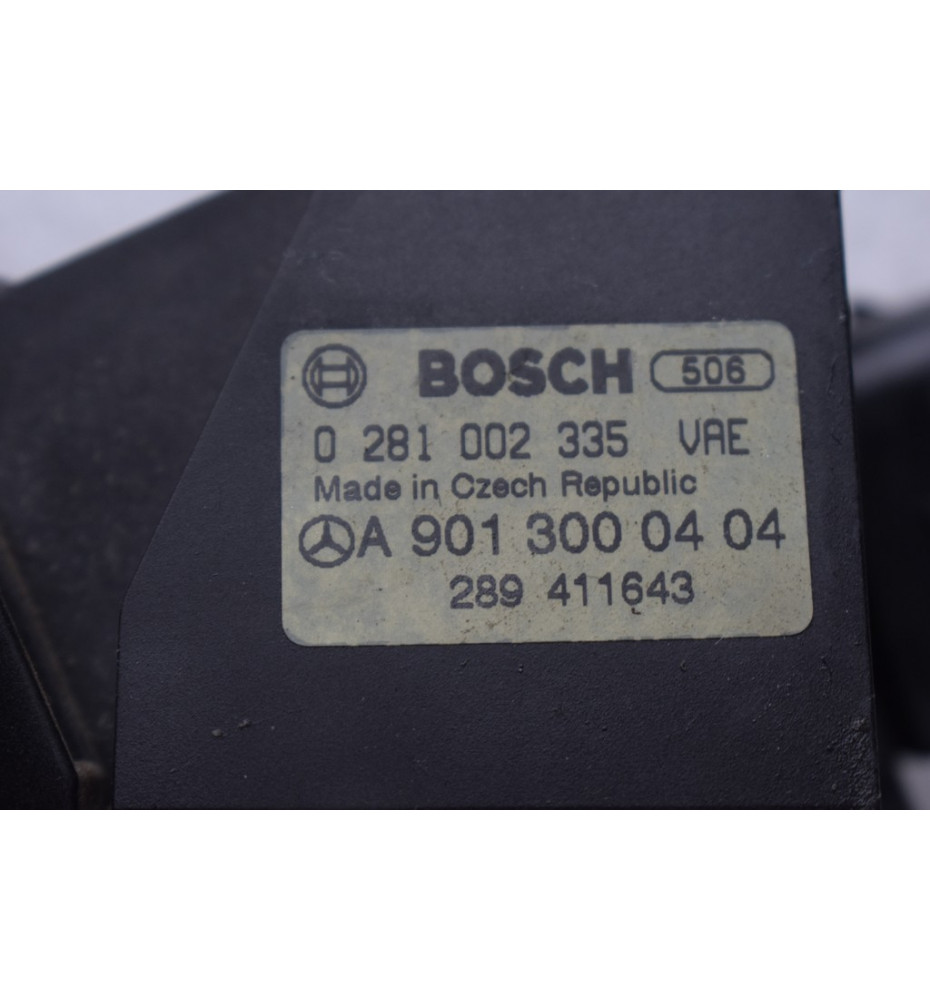 BOSCH 506
0 281 002 335 VAE
Made in Czech Republic
A 901 300 04 04
289 411643